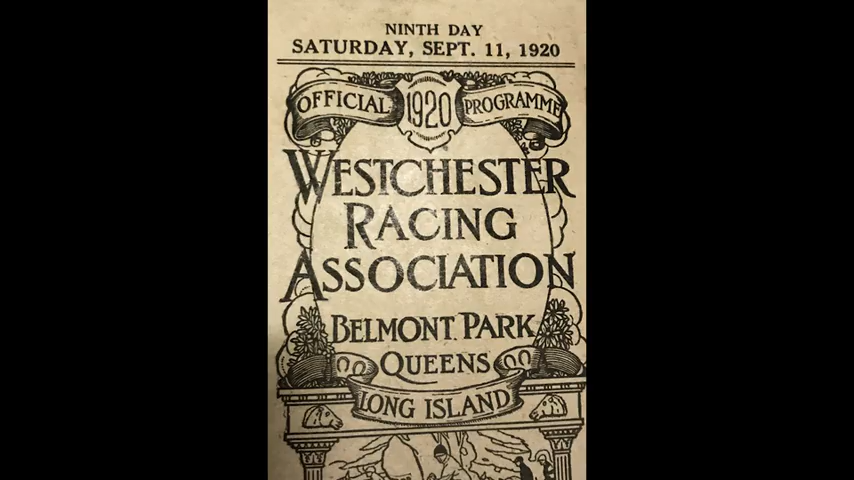 NINTH DAY
SATURDAY, SEPT. 11, 1920
OFFICIAL 1920 PROGRAMME
WESTCHESTER
RACING
ASSOCIATION
BELMONT PARK
QUEENS
LONG ISLAND